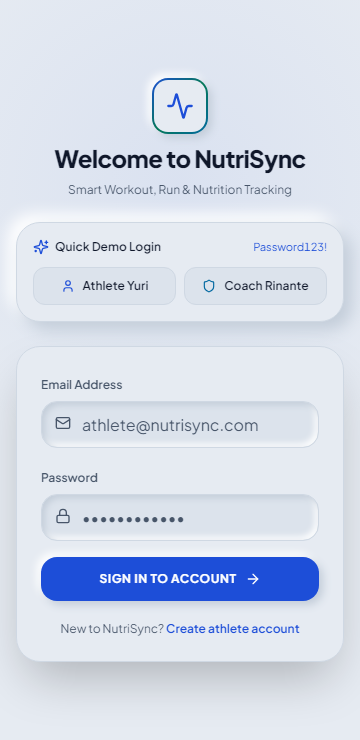 Welcome to NutriSync
Smart Workout, Run & Nutrition Tracking
Quick Demo Login
Password123!
Athlete Yuri
Coach Rinante
Email Address
athlete@nutrisync.com
Password
••••••••••••
SIGN IN TO ACCOUNT →
New to NutriSync? Create athlete account